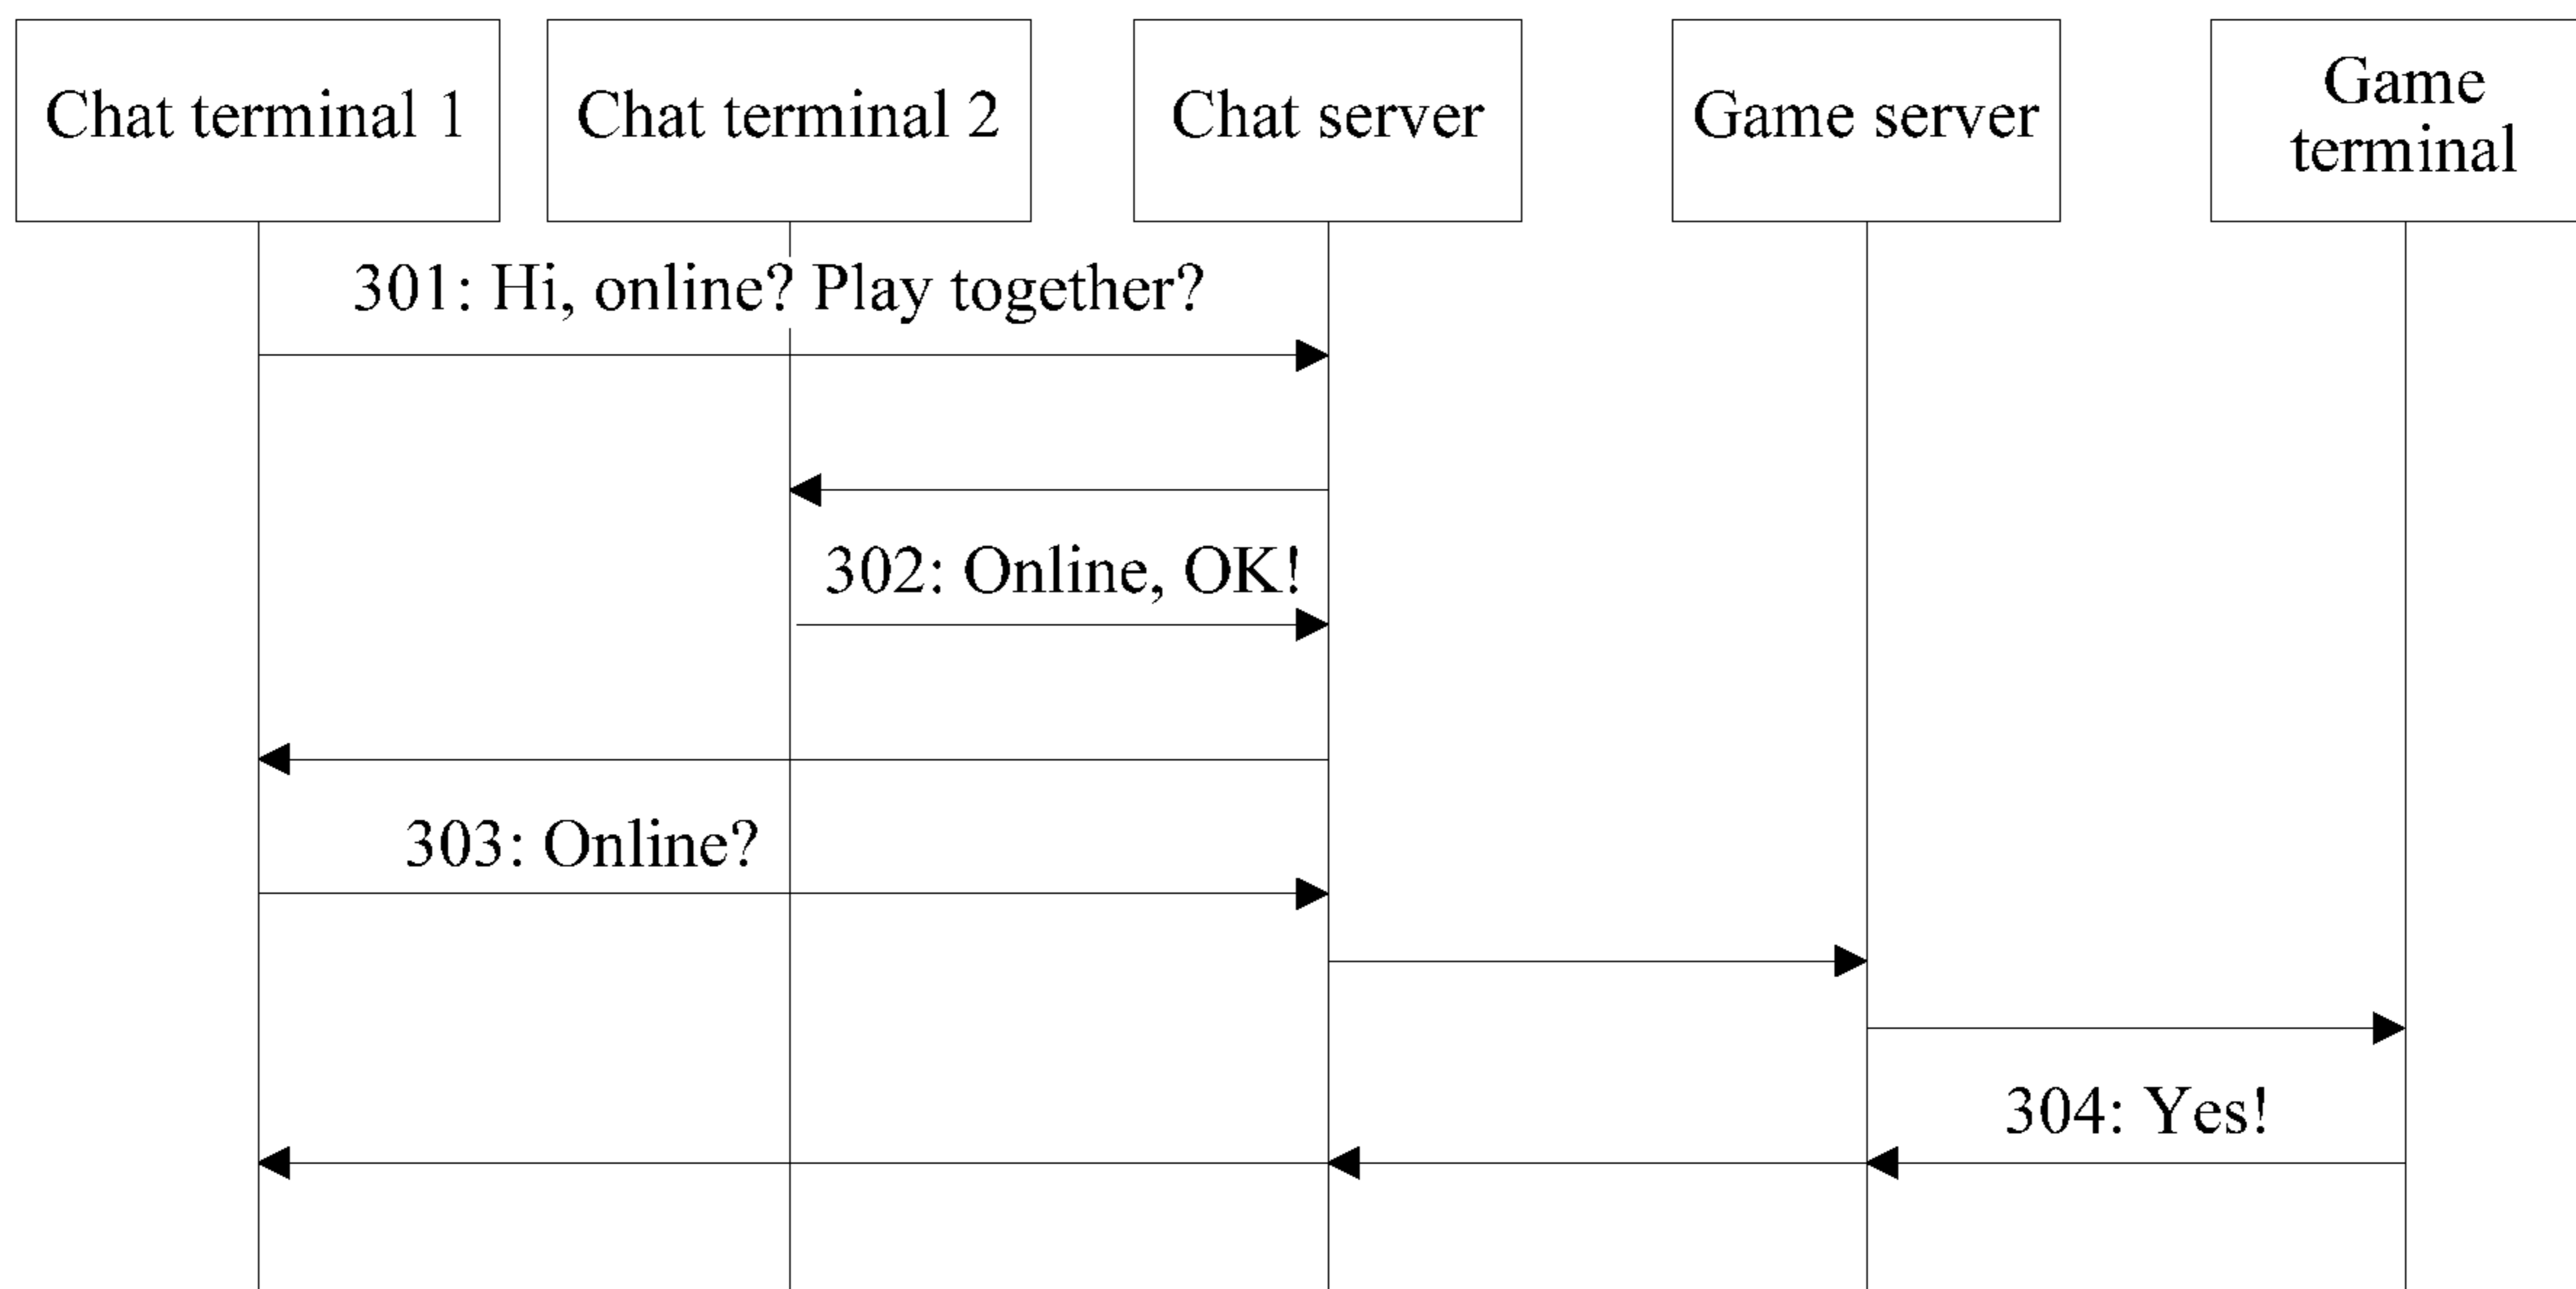 Chat terminal 1
Chat terminal 2
Chat server
Game server
Game
terminal
301: Hi, online? Play together?
302: Online, OK!
303: Online?
304: Yes!